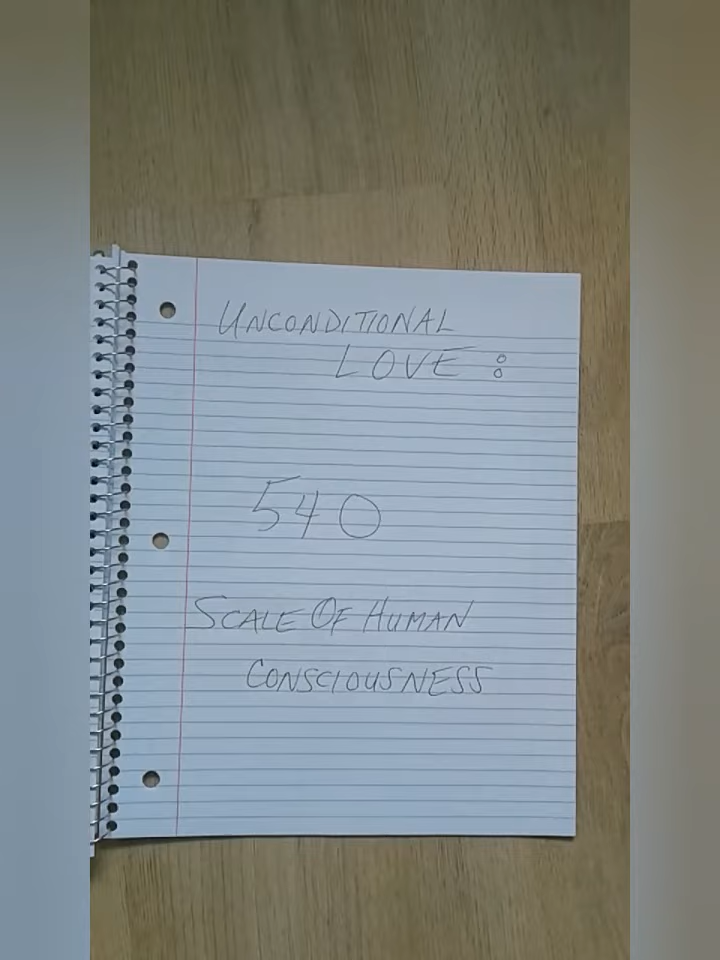 UNCONDITIONAL
LOVE:
540
SCALE OF HUMAN
CONSCIOUSNESS